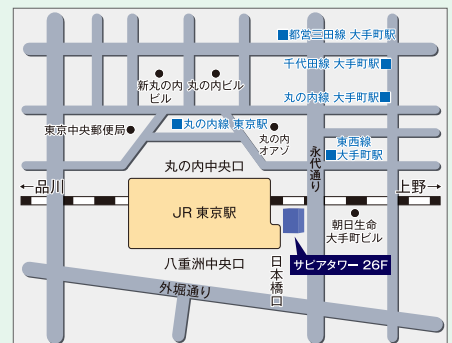 ■都営三田線 大手町駅
千代田線 大手町駅■
新丸の内
ビル
丸の内ビル
丸の内線 大手町駅■
東京中央郵便局●
■丸の内線 東京駅
丸の内
オアゾ
永代通り
東西線
■大手町駅
丸の内中央口
←品川
上野→
JR 東京駅
朝日生命
大手町ビル
八重洲中央口
日本橋口
サピアタワー 26F
外堀通り